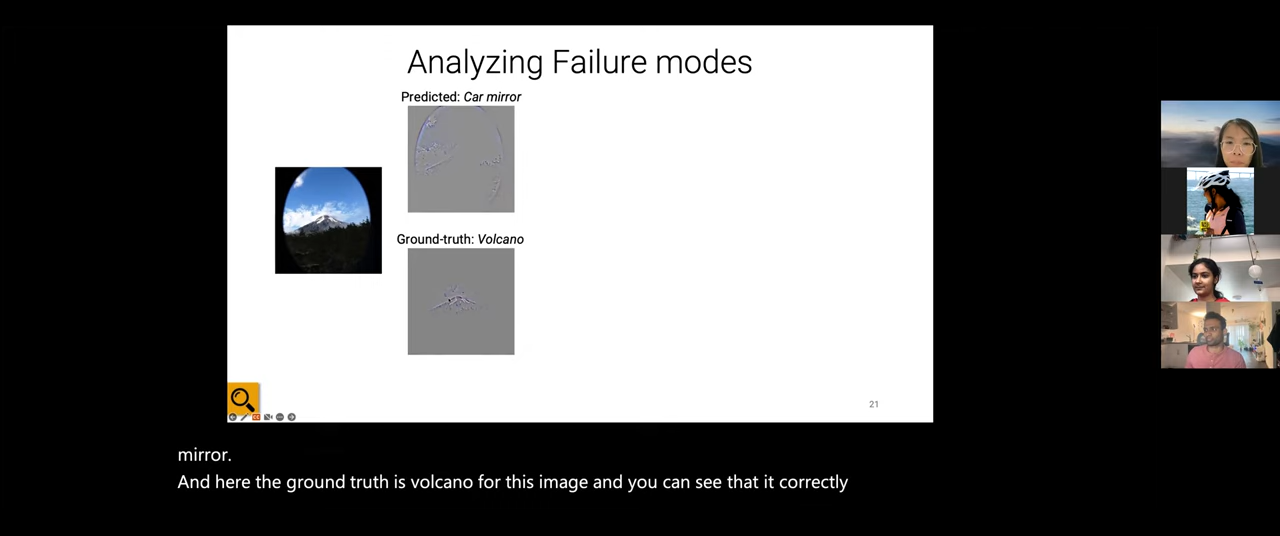 Analyzing Failure modes
Predicted: Car mirror
Ground-truth: Volcano
21
mirror.
And here the ground truth is volcano for this image and you can see that it correctly